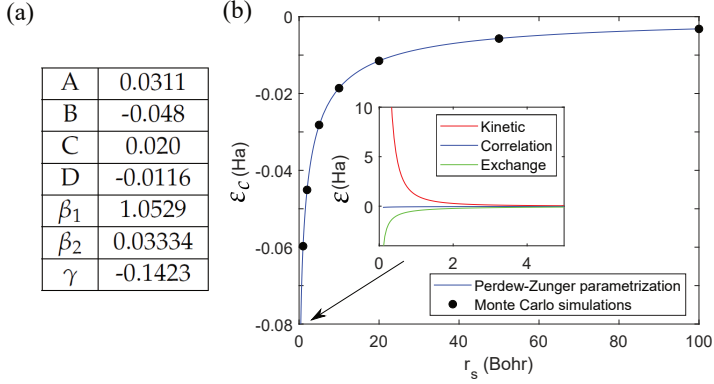 (a)
A 0.0311
B -0.048
C 0.020
D -0.0116
β₁ 1.0529
β₂ 0.03334
γ -0.1423
(b)
0
-0.02
-0.04
-0.06
-0.08
ℰ_C (Ha)
0 20 40 60 80 100
r_s (Bohr)
10
5
0
ℰ(Ha)
0 2 4
Kinetic
Correlation
Exchange
Perdew-Zunger parametrization
Monte Carlo simulations